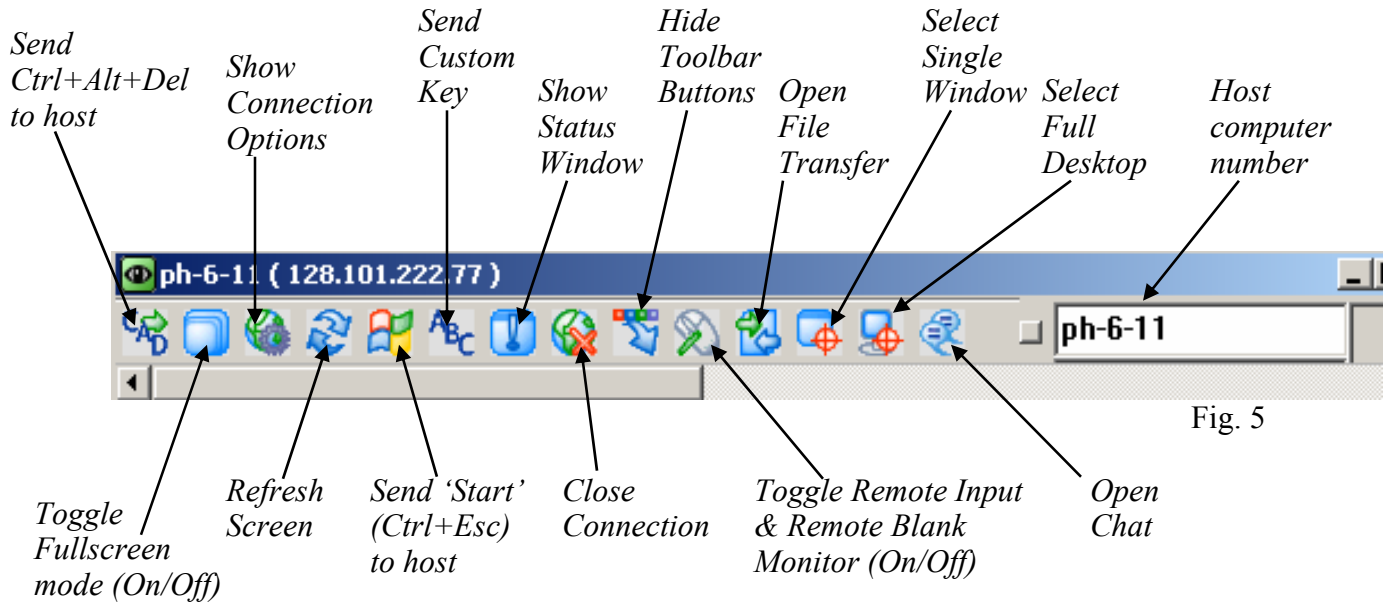 Send
Ctrl+Alt+Del
to host
Show
Connection
Options
Send
Custom
Key
Show
Status
Window
Hide
Toolbar
Buttons
Open
File
Transfer
Select
Single
Window
Select
Full
Desktop
Host
computer
number
ph-6-11 ( 128.101.222.77 )
CAD
ABC
ph-6-11
Fig. 5
Toggle
Fullscreen
mode (On/Off)
Refresh
Screen
Send ‘Start’
(Ctrl+Esc)
to host
Close
Connection
Toggle Remote Input
& Remote Blank
Monitor (On/Off)
Open
Chat